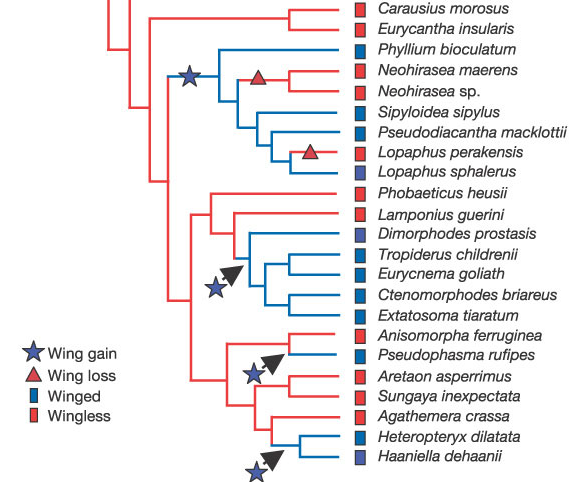 Carausius morosus
Eurycantha insularis
Phyllium bioculatum
Neohirasea maerens
Neohirasea sp.
Sipyloidea sipylus
Pseudodiacantha macklottii
Lopaphus perakensis
Lopaphus sphalerus
Phobaeticus heusii
Lamponius guerini
Dimorphodes prostasis
Tropiderus childrenii
Eurycnema goliath
Ctenomorphodes briareus
Extatosoma tiaratum
Anisomorpha ferruginea
Pseudophasma rufipes
Aretaon asperrimus
Sungaya inexpectata
Agathemera crassa
Heteropteryx dilatata
Haaniella dehaanii
Wing gain
Wing loss
Winged
Wingless